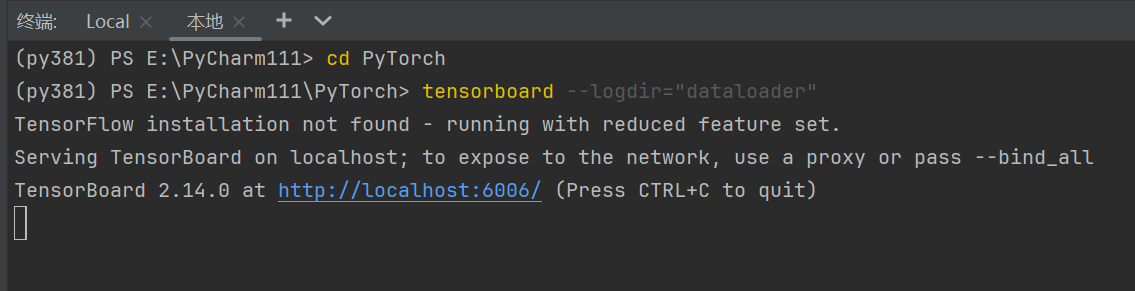 终端: Local × 本地 × +
(py381) PS E:\PyCharm111> cd PyTorch
(py381) PS E:\PyCharm111\PyTorch> tensorboard --logdir="dataloader"
TensorFlow installation not found - running with reduced feature set.
Serving TensorBoard on localhost; to expose to the network, use a proxy or pass --bind_all
TensorBoard 2.14.0 at http://localhost:6006/ (Press CTRL+C to quit)